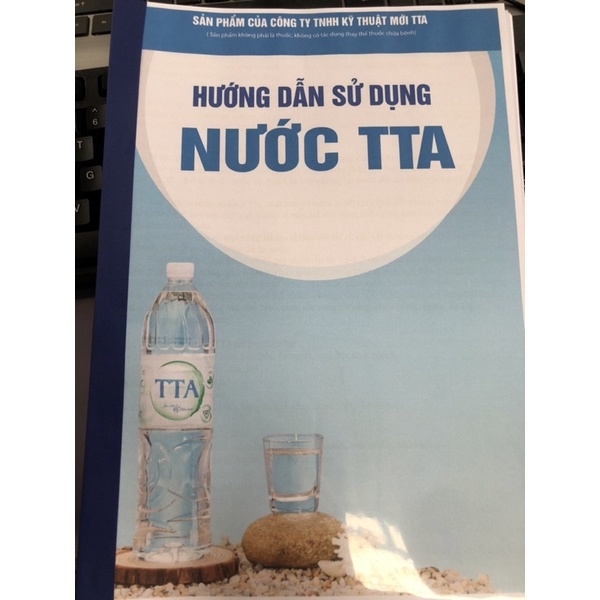 SẢN PHẨM CỦA CÔNG TY TNHH KỸ THUẬT MỚI TTA
( Sản phẩm không phải là thuốc, không có tác dụng thay thế thuốc chữa bệnh)
HƯỚNG DẪN SỬ DỤNG
NƯỚC TTA
TTA
6
T
G